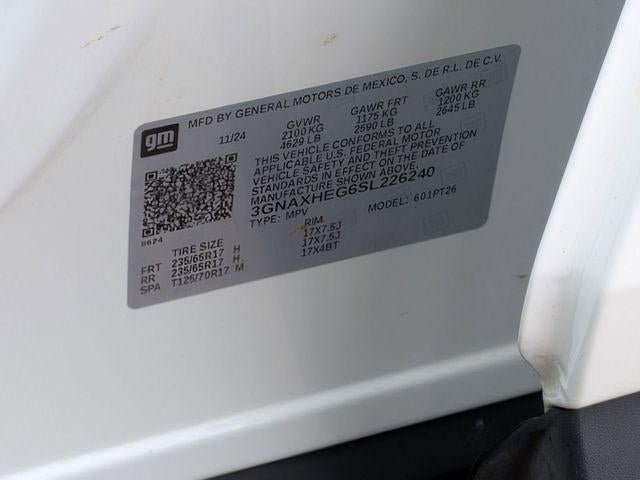 MFD BY GENERAL MOTORS DE MEXICO, S. DE R.L. DE C.V.
gm
11/24 GVWR GAWR FRT GAWR RR
2100 KG 1175 KG 1200 KG
4629 LB 2590 LB 2645 LB
THIS VEHICLE CONFORMS TO ALL
APPLICABLE U.S. FEDERAL MOTOR
VEHICLE SAFETY AND THEFT PREVENTION
STANDARDS IN EFFECT ON THE DATE OF
MANUFACTURE SHOWN ABOVE.
3GNAXHEG6SL226240
TYPE: MPV MODEL: 601PT26
8624
TIRE SIZE RIM
FRT 235/65R17 H 17X7.5J
RR 235/65R17 H 17X7.5J
SPA T125/70R17 M 17X4BT